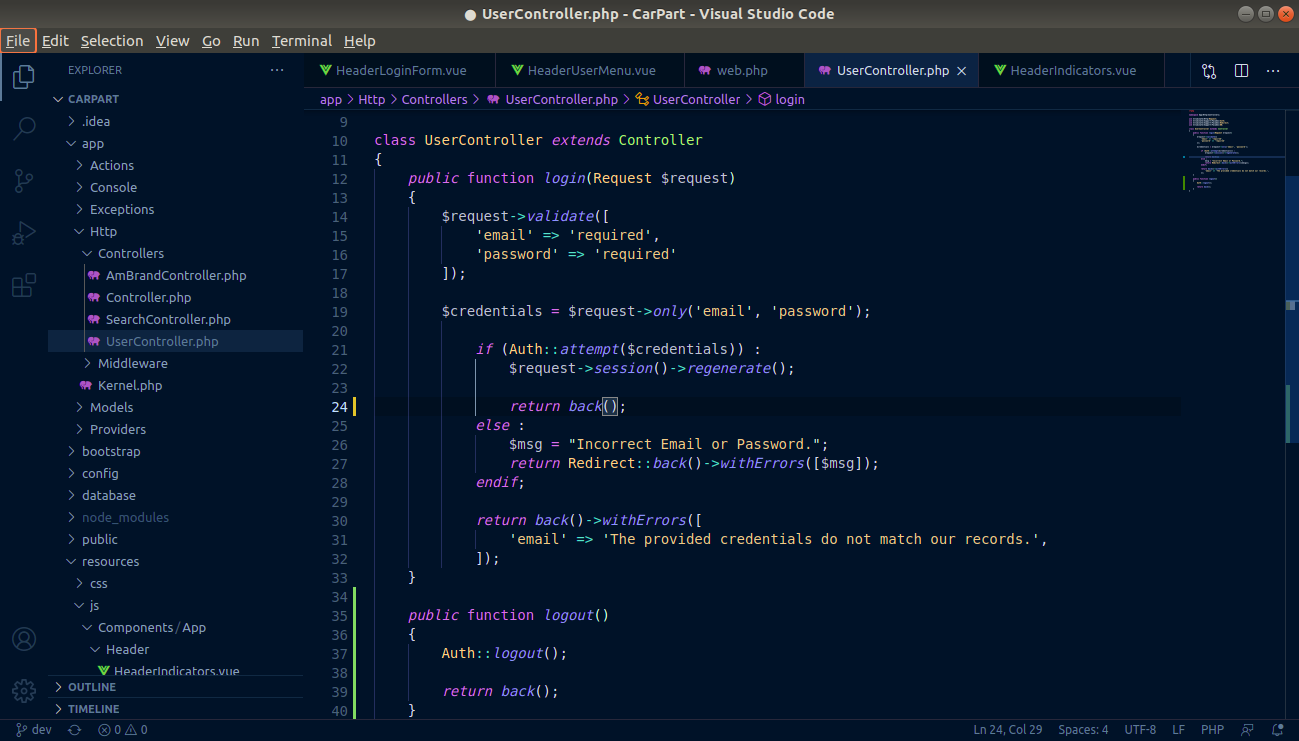 ● UserController.php - CarPart - Visual Studio Code
File Edit Selection View Go Run Terminal Help
EXPLORER
HeaderLoginForm.vue HeaderUserMenu.vue web.php UserController.php HeaderIndicators.vue
app > Http > Controllers > UserController.php > UserController > login
CARPART
.idea
app
Actions
Console
Exceptions
Http
Controllers
AmBrandController.php
Controller.php
SearchController.php
UserController.php
Middleware
Kernel.php
Models
Providers
bootstrap
config
database
node_modules
public
resources
css
js
Components / App
Header
HeaderIndicators.vue
OUTLINE
TIMELINE
9
10 class UserController extends Controller
11 {
12 public function login(Request $request)
13 {
14 $request->validate([
15 'email' => 'required',
16 'password' => 'required'
17 ]);
18
19 $credentials = $request->only('email', 'password');
20
21 if (Auth::attempt($credentials)) :
22 $request->session()->regenerate();
23
24 return back();
25 else :
26 $msg = "Incorrect Email or Password.";
27 return Redirect::back()->withErrors([$msg]);
28 endif;
29
30 return back()->withErrors([
31 'email' => 'The provided credentials do not match our records.',
32 ]);
33 }
34
35 public function logout()
36 {
37 Auth::logout();
38
39 return back();
40 }
dev 0 0 Ln 24, Col 29 Spaces: 4 UTF-8 LF PHP